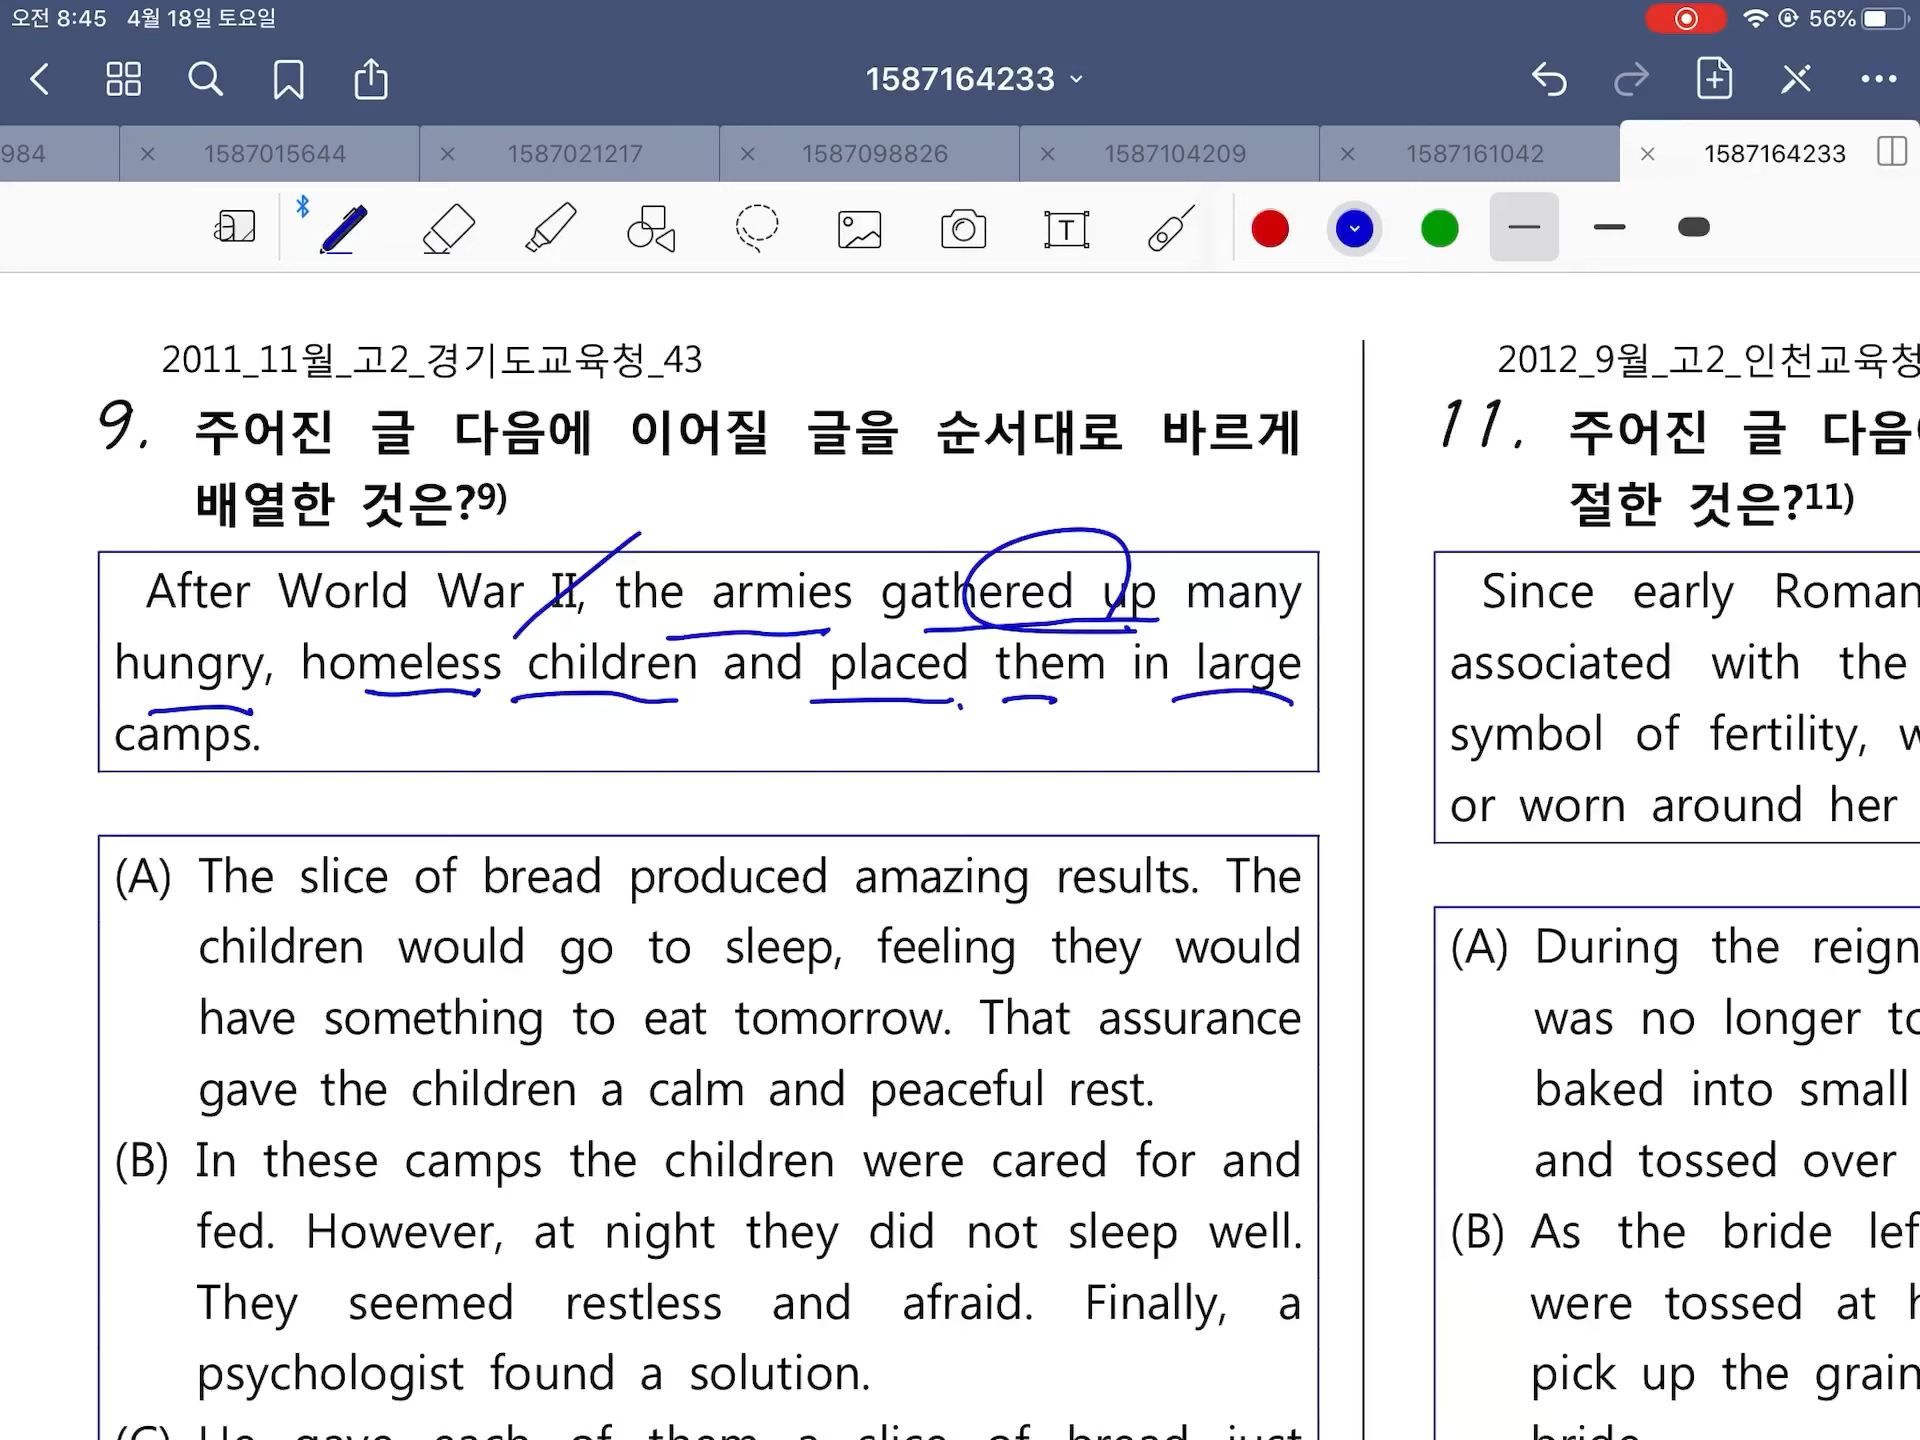 오전 8:45 4월 18일 토요일 56%
1587164233
984 1587015644 1587021217 1587098826 1587104209 1587161042 1587164233
2011_11월_고2_경기도교육청_43
9. 주어진 글 다음에 이어질 글을 순서대로 바르게
배열한 것은?9)
After World War II, the armies gathered up many
hungry, homeless children and placed them in large
camps.
(A) The slice of bread produced amazing results. The
children would go to sleep, feeling they would
have something to eat tomorrow. That assurance
gave the children a calm and peaceful rest.
(B) In these camps the children were cared for and
fed. However, at night they did not sleep well.
They seemed restless and afraid. Finally, a
psychologist found a solution.
(C) He gave each of them a slice of bread just
2012_9월_고2_인천교육청
11. 주어진 글 다음
절한 것은?11)
Since early Roman
associated with the
symbol of fertility, w
or worn around her
(A) During the reign
was no longer to
baked into small
and tossed over
(B) As the bride lef
were tossed at h
pick up the grain
bride